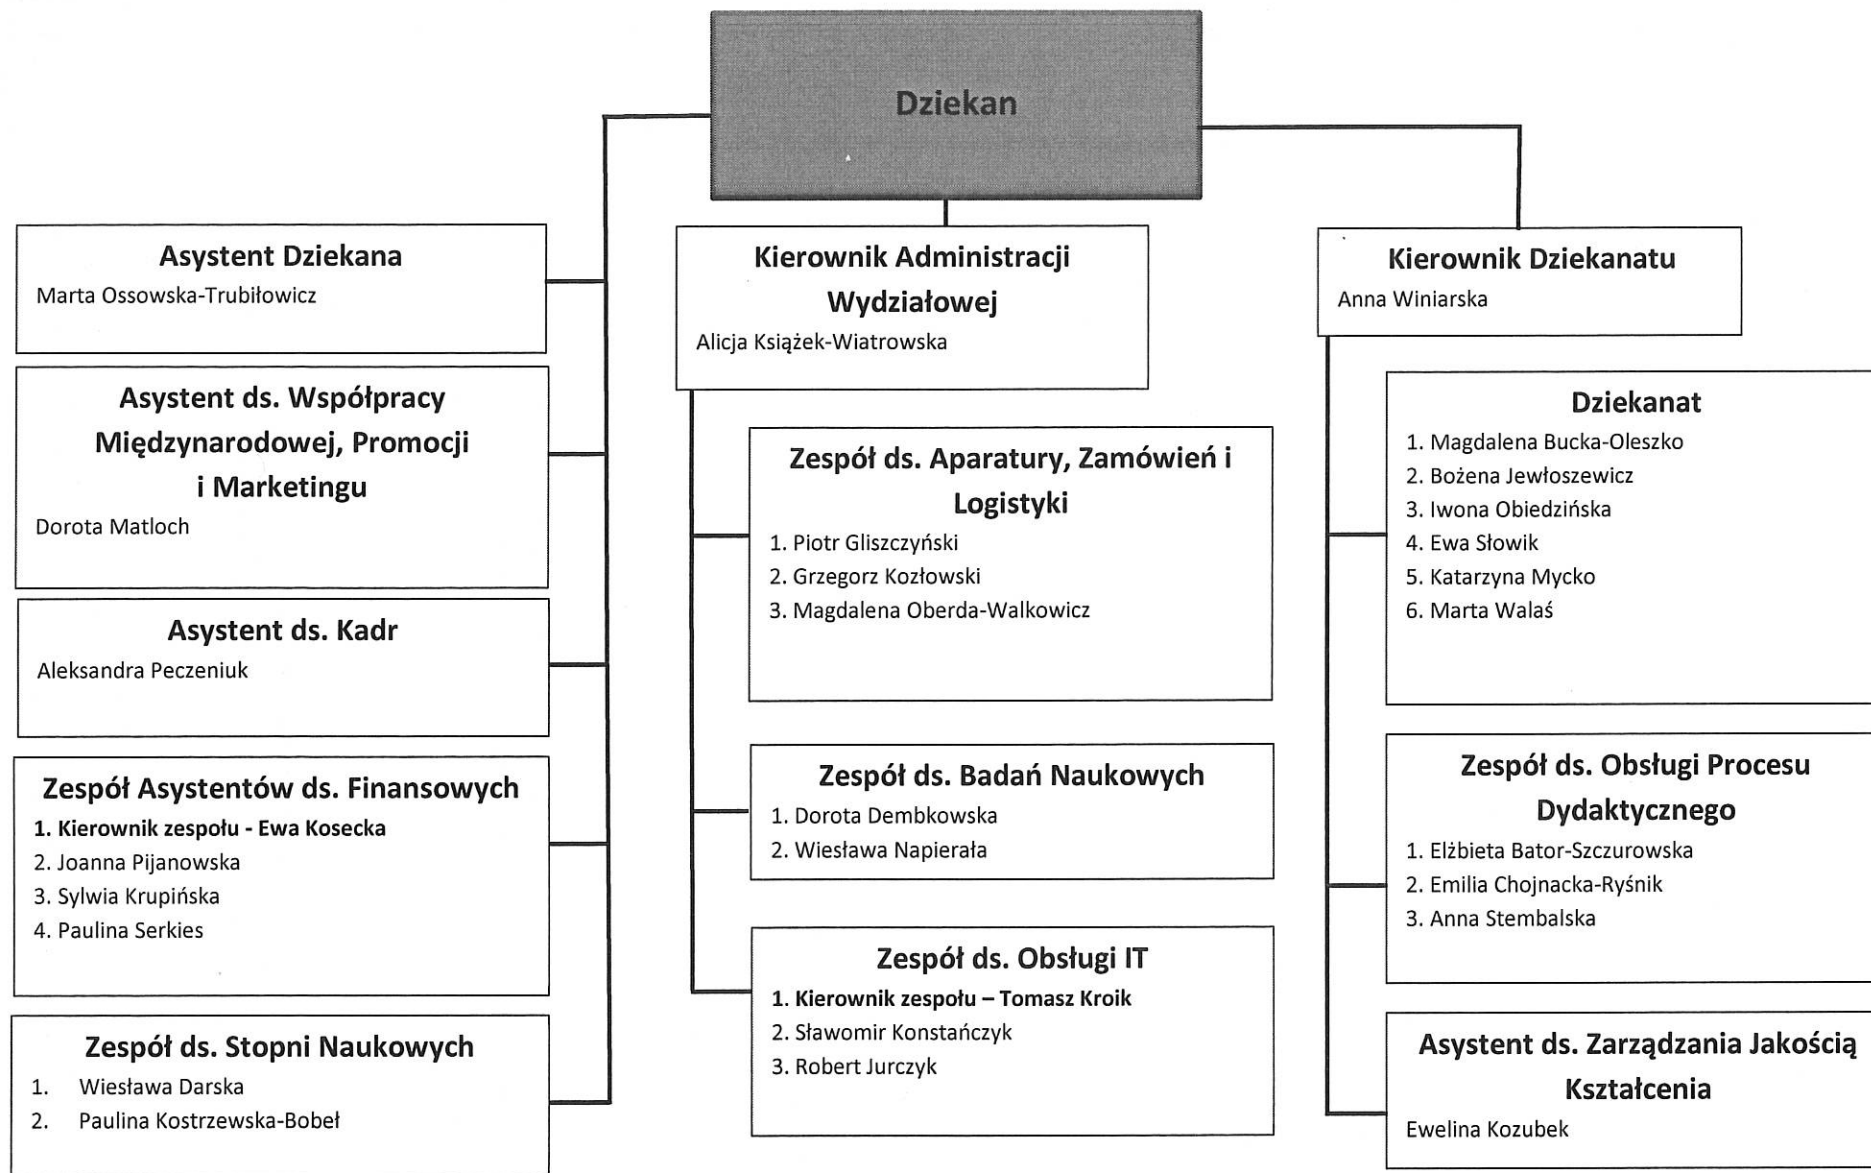 Dziekan
Asystent Dziekana
Marta Ossowska-Trubiłowicz
Asystent ds. Współpracy
Międzynarodowej, Promocji
i Marketingu
Dorota Matloch
Asystent ds. Kadr
Aleksandra Peczeniuk
Zespół Asystentów ds. Finansowych
1. Kierownik zespołu - Ewa Kosecka
2. Joanna Pijanowska
3. Sylwia Krupińska
4. Paulina Serkies
Zespół ds. Stopni Naukowych
1. Wiesława Darska
2. Paulina Kostrzewska-Bobeł
Kierownik Administracji
Wydziałowej
Alicja Książek-Wiatrowska
Zespół ds. Aparatury, Zamówień i
Logistyki
1. Piotr Gliszczyński
2. Grzegorz Kozłowski
3. Magdalena Oberda-Walkowicz
Zespół ds. Badań Naukowych
1. Dorota Dembkowska
2. Wiesława Napierała
Zespół ds. Obsługi IT
1. Kierownik zespołu – Tomasz Kroik
2. Sławomir Konstańczyk
3. Robert Jurczyk
Kierownik Dziekanatu
Anna Winiarska
Dziekanat
1. Magdalena Bucka-Oleszko
2. Bożena Jewłoszewicz
3. Iwona Obiedzińska
4. Ewa Słowik
5. Katarzyna Mycko
6. Marta Walaś
Zespół ds. Obsługi Procesu
Dydaktycznego
1. Elżbieta Bator-Szczurowska
2. Emilia Chojnacka-Ryśnik
3. Anna Stembalska
Asystent ds. Zarządzania Jakością
Kształcenia
Ewelina Kozubek